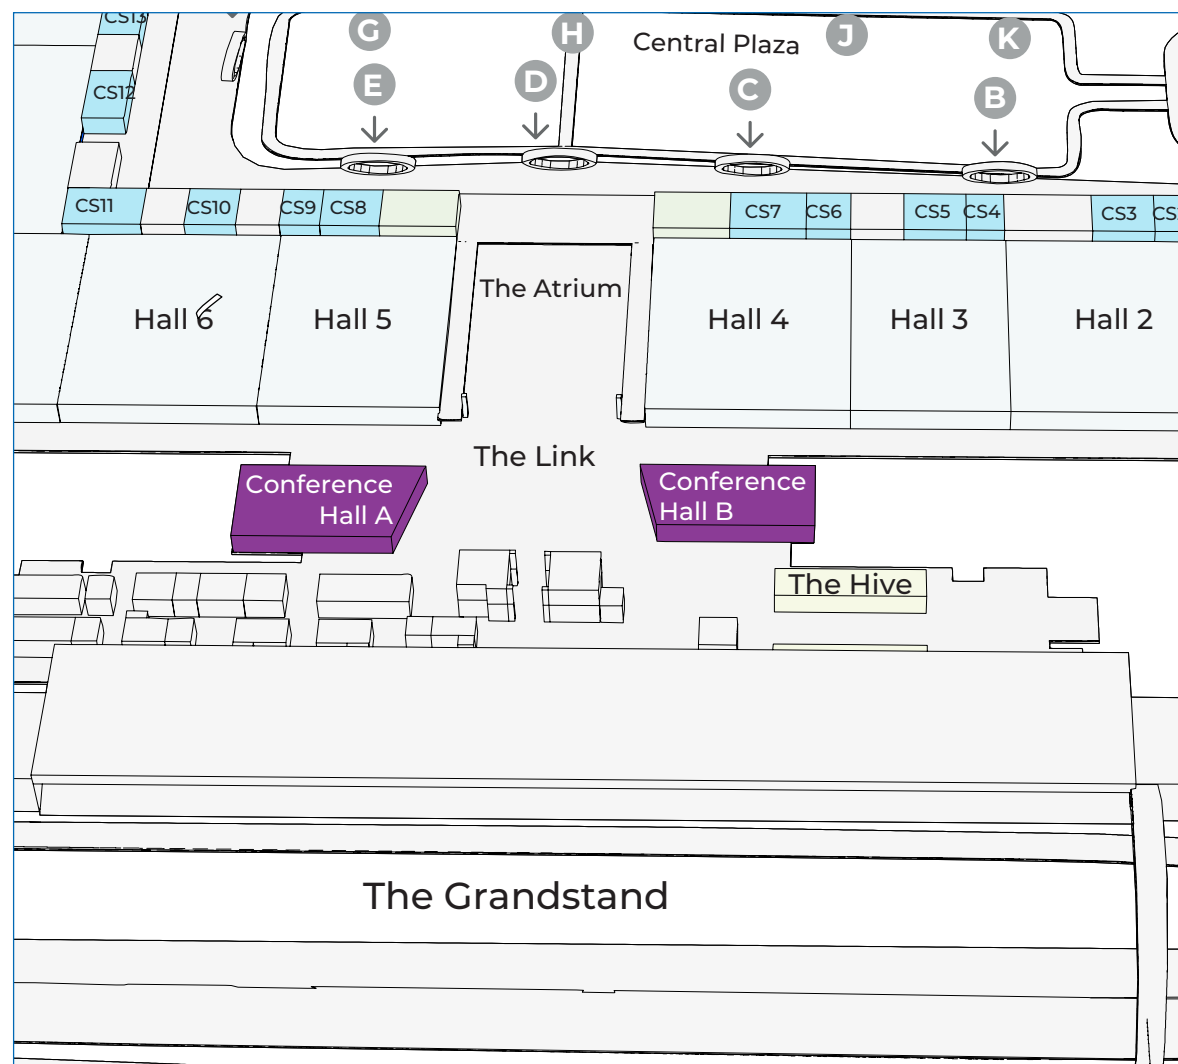 CS13
G
H
Central Plaza
J
K
CS12
E
D
C
B
CS11
CS10
CS9
CS8
CS7
CS6
CS5
CS4
CS3
The Atrium
Hall 6
Hall 5
Hall 4
Hall 3
Hall 2
The Link
Conference
Hall A
Conference
Hall B
The Hive
The Grandstand